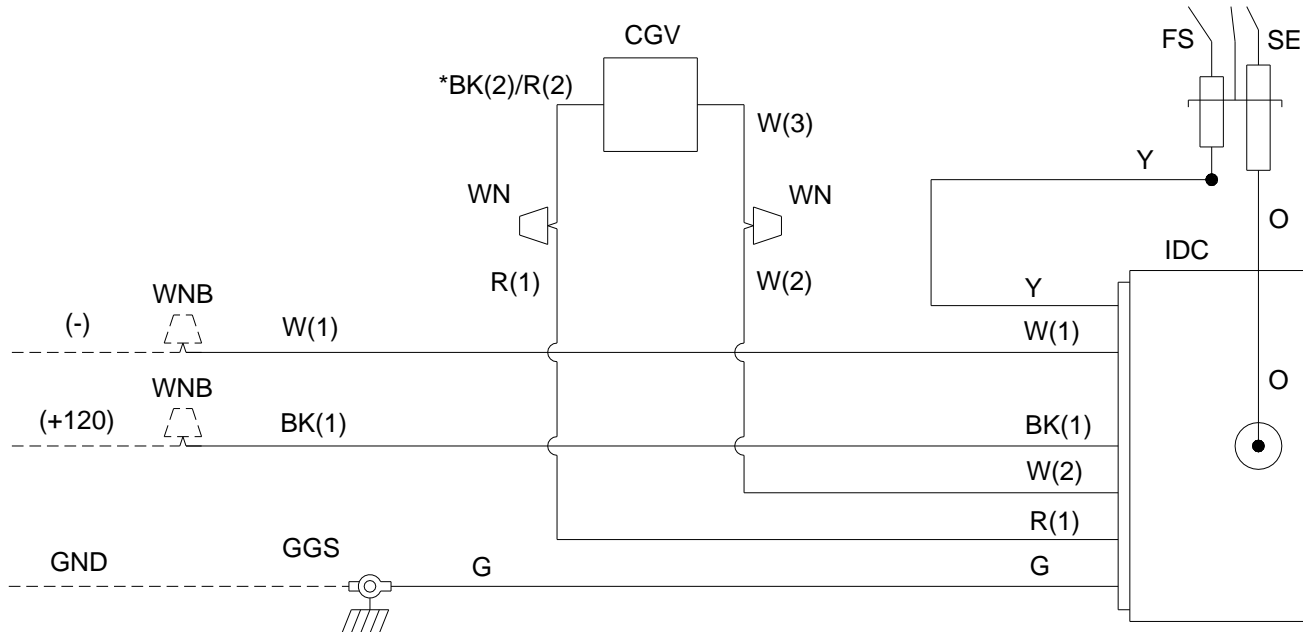 CGV
FS SE
*BK(2)/R(2)
W(3)
Y
WN WN
O
IDC
R(1) W(2)
WNB Y
(-) W(1) W(1)
WNB O
(+120) BK(1) BK(1)
W(2)
R(1)
GND GGS G G